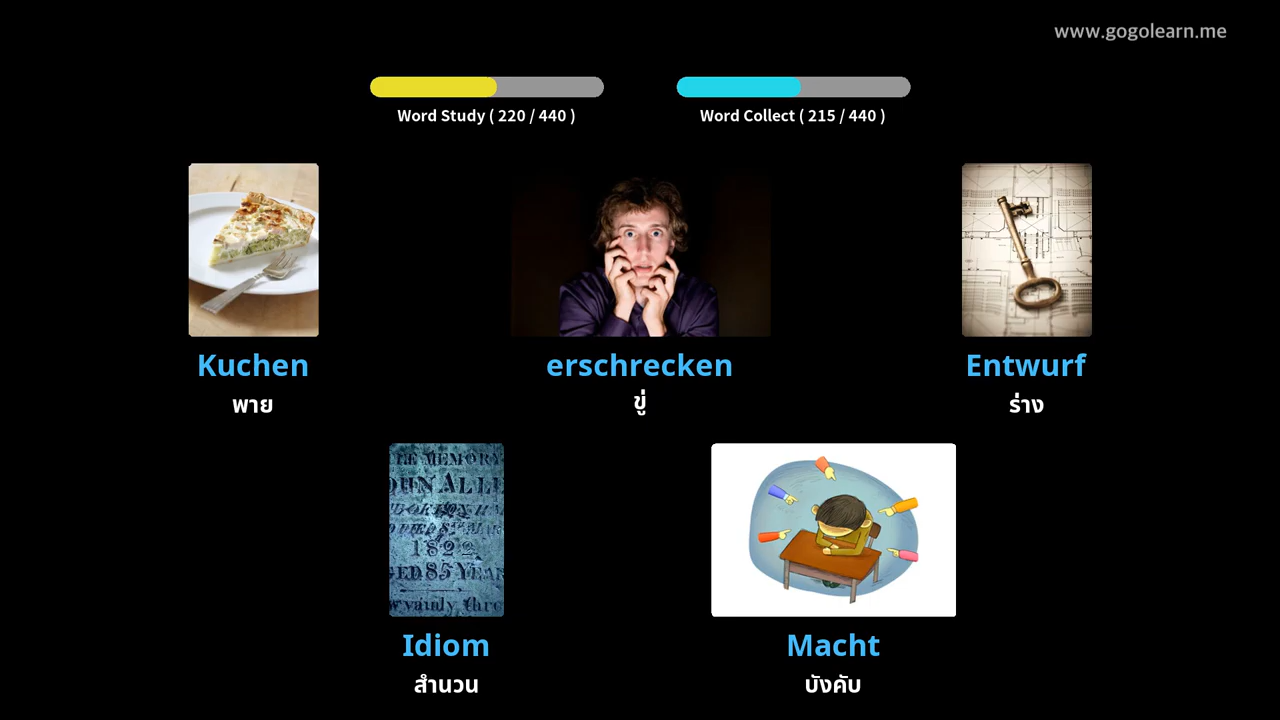 www.gogolearn.me
Word Study ( 220 / 440 )
Word Collect ( 215 / 440 )
Kuchen
พาย
erschrecken
ขู่
Entwurf
ร่าง
1822
Idiom
สำนวน
Macht
บังคับ